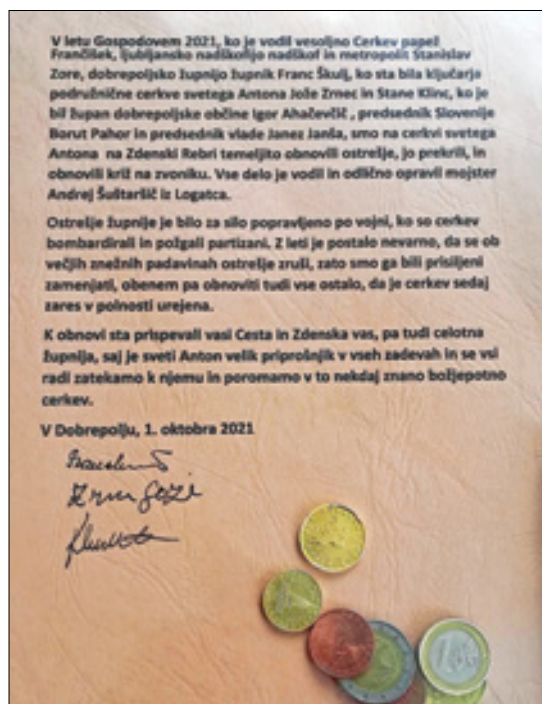 V letu Gospodovem 2021, ko je vodil vesoljno Cerkev papež
Frančišek, ljubljansko nadškofijo nadškof in metropolit Stanislav
Zore, dobrepoljsko župnijo župnik Franc Škulj, ko sta bila ključarja
podružnične cerkve svetega Antona Jože Zrnec in Stane Klinc, ko je
bil župan dobrepoljske občine Igor Ahačevčič , predsednik Slovenije
Borut Pahor in predsednik vlade Janez Janša, smo na cerkvi svetega
Antona na Zdenski Rebri temeljito obnovili ostrešje, jo prekrili, in
obnovili križ na zvoniku. Vse delo je vodil in odlično opravil mojster
Andrej Šuštaršič iz Logatca.
Ostrešje župnije je bilo za silo popravljeno po vojni, ko so cerkev
bombardirali in požgali partizani. Z leti je postalo nevarno, da se ob
večjih snežnih padavinah ostrešje zruši, zato smo ga bili prisiljeni
zamenjati, obenem pa obnoviti tudi vse ostalo, da je cerkev sedaj
zares v polnosti urejena.
K obnovi sta prispevali vasi Cesta in Zdenska vas, pa tudi celotna
župnija, saj je sveti Anton velik priprošnjik v vseh zadevah in se vsi
radi zatekamo k njemu in poromamo v to nekdaj znano božjepotno
cerkev.
V Dobrepolju, 1. oktobra 2021